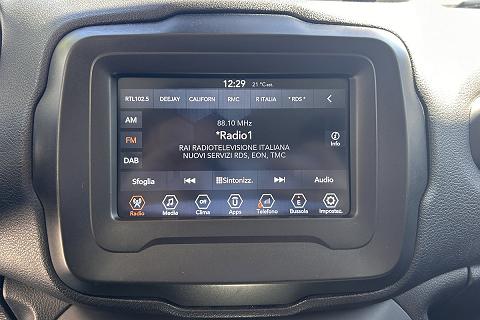 12:29 21 °C est.
RTL102.5 DEEJAY CALIFORN RMC R ITALIA * RDS *
AM
88.10 MHz
FM
*Radio1
Info
RAI RADIOTELEVISIONE ITALIANA
NUOVI SERVIZI RDS, EON, TMC
DAB
Sfoglia Sintonizz. Audio
Off E
Radio Media Clima Apps Telefono Bussola Impostaz.